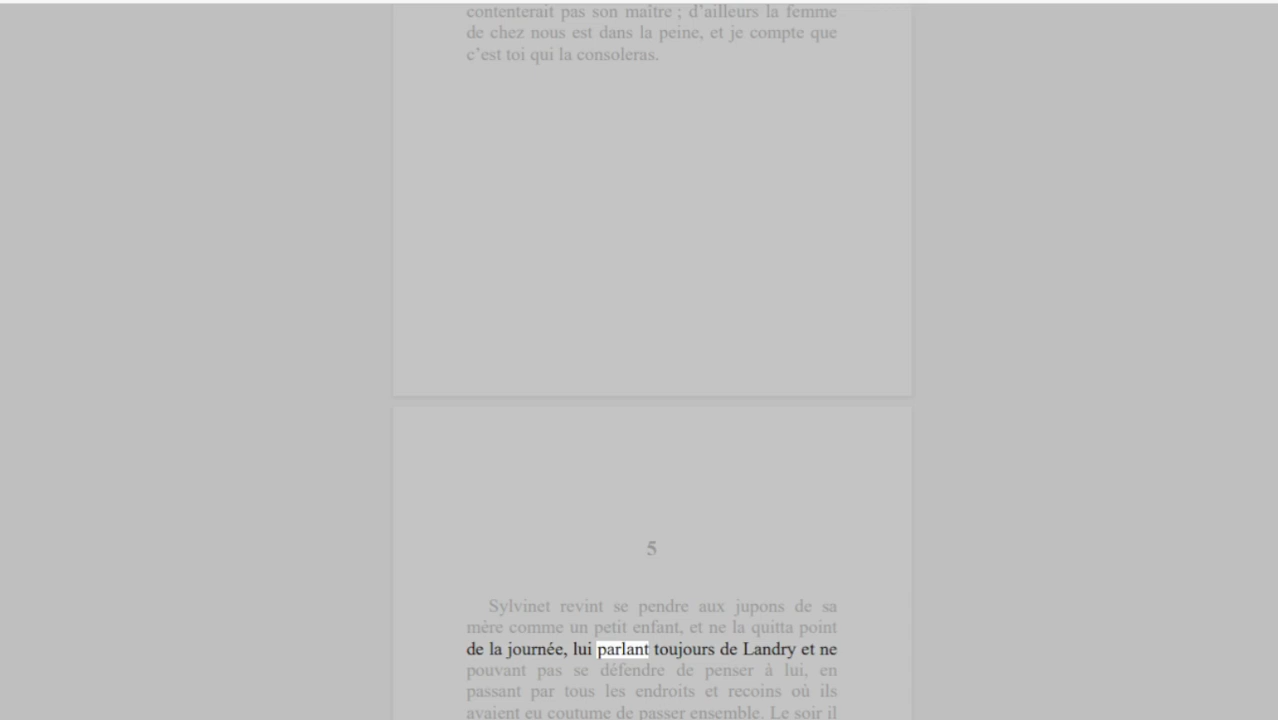 contenterait pas son maître ; d’ailleurs la femme
de chez nous est dans la peine, et je compte que
c’est toi qui la consoleras.
5
Sylvinet revint se pendre aux jupons de sa
mère comme un petit enfant, et ne la quitta point
de la journée, lui parlant toujours de Landry et ne
pouvant pas se défendre de penser à lui, en
passant par tous les endroits et recoins où ils
avaient eu coutume de passer ensemble. Le soir il